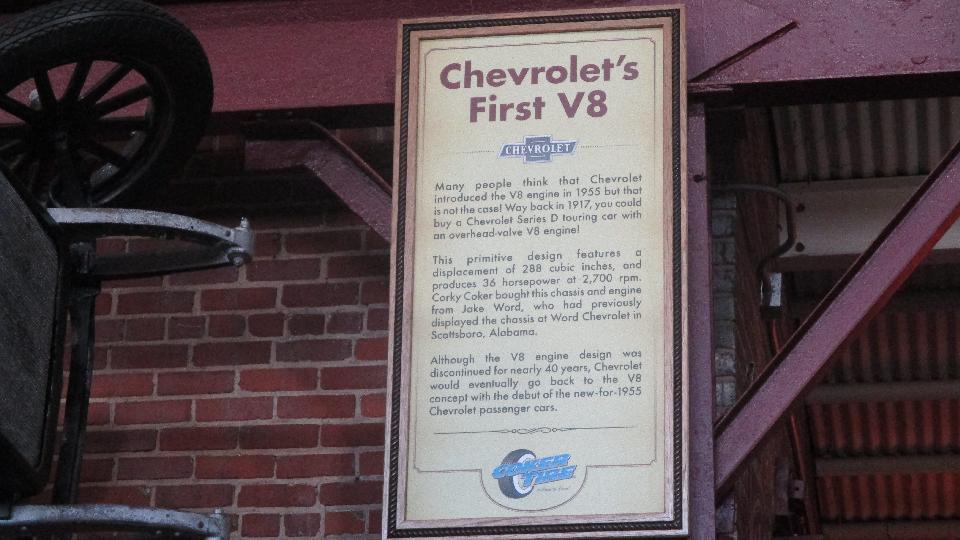 Chevrolet's
First V8
CHEVROLET
Many people think that Chevrolet
introduced the V8 engine in 1955 but that
is not the case! Way back in 1917, you could
buy a Chevrolet Series D touring car with
an overhead-valve V8 engine!
This primitive design features a
displacement of 288 cubic inches, and
produces 36 horsepower at 2,700 rpm.
Corky Coker bought this chassis and engine
from Jake Word, who had previously
displayed the chassis at Word Chevrolet in
Scottsboro, Alabama.
Although the V8 engine design was
discontinued for nearly 40 years, Chevrolet
would eventually go back to the V8
concept with the debut of the new-for-1955
Chevrolet passenger cars.
COKER
TIRE